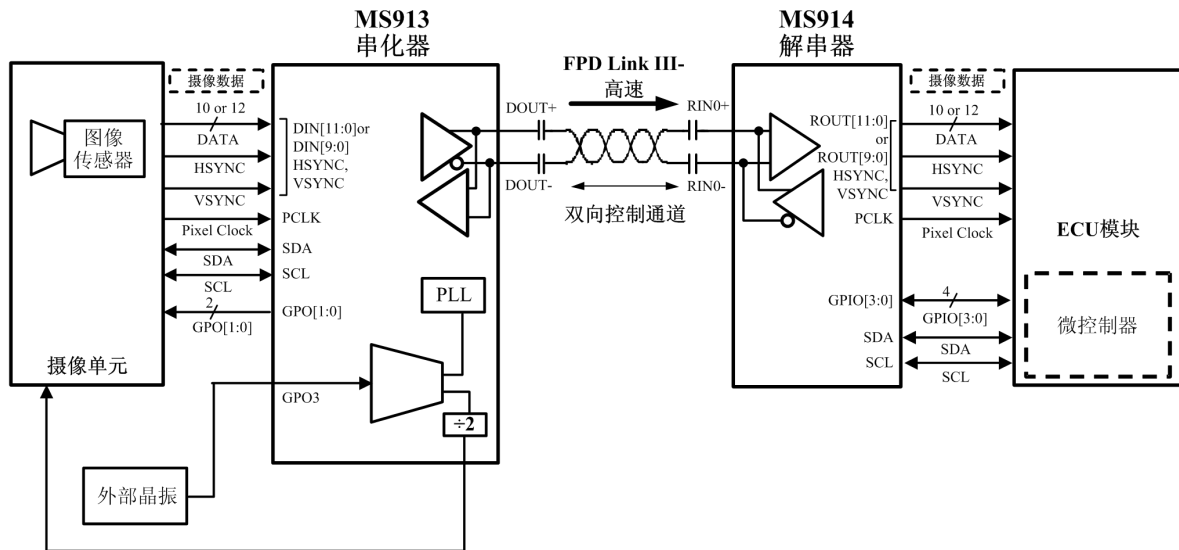 MS913
串化器
MS914
解串器
FPD Link III-
高速
双向控制通道
摄像数据
图像
传感器
摄像单元
10 or 12
DATA
HSYNC
VSYNC
Pixel Clock
SDA
SCL
2
GPO[1:0]
DIN[11:0]or
DIN[9:0]
HSYNC,
VSYNC
PCLK
SDA
SCL
GPO[1:0]
GPO3
PLL
÷2
外部晶振
DOUT+
DOUT-
RIN0+
RIN0-
ROUT[11:0]
or
ROUT[9:0]
HSYNC,
VSYNC
PCLK
GPIO[3:0]
SDA
SCL
摄像数据
10 or 12
DATA
HSYNC
VSYNC
Pixel Clock
4
GPIO[3:0]
SDA
SCL
ECU模块
微控制器